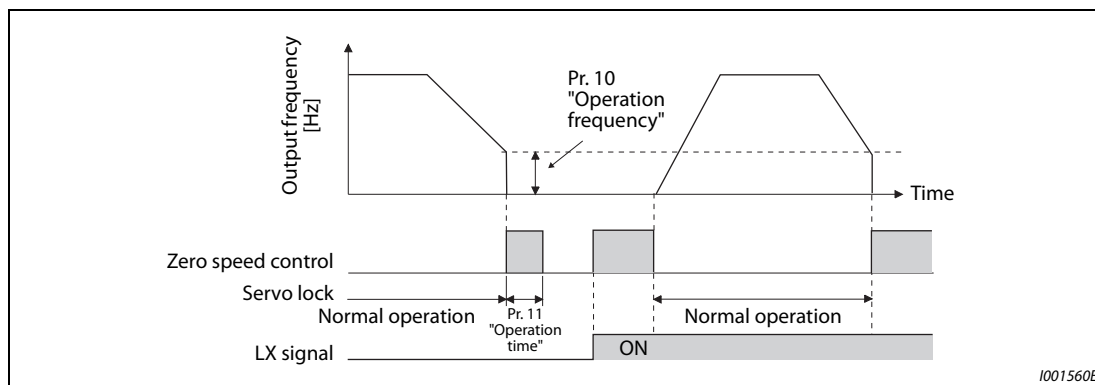 Output frequency
[Hz]
Pr. 10
"Operation
frequency"
Time
Zero speed control
Servo lock
Normal operation
Pr. 11
"Operation
time"
Normal operation
LX signal
ON
I001560E